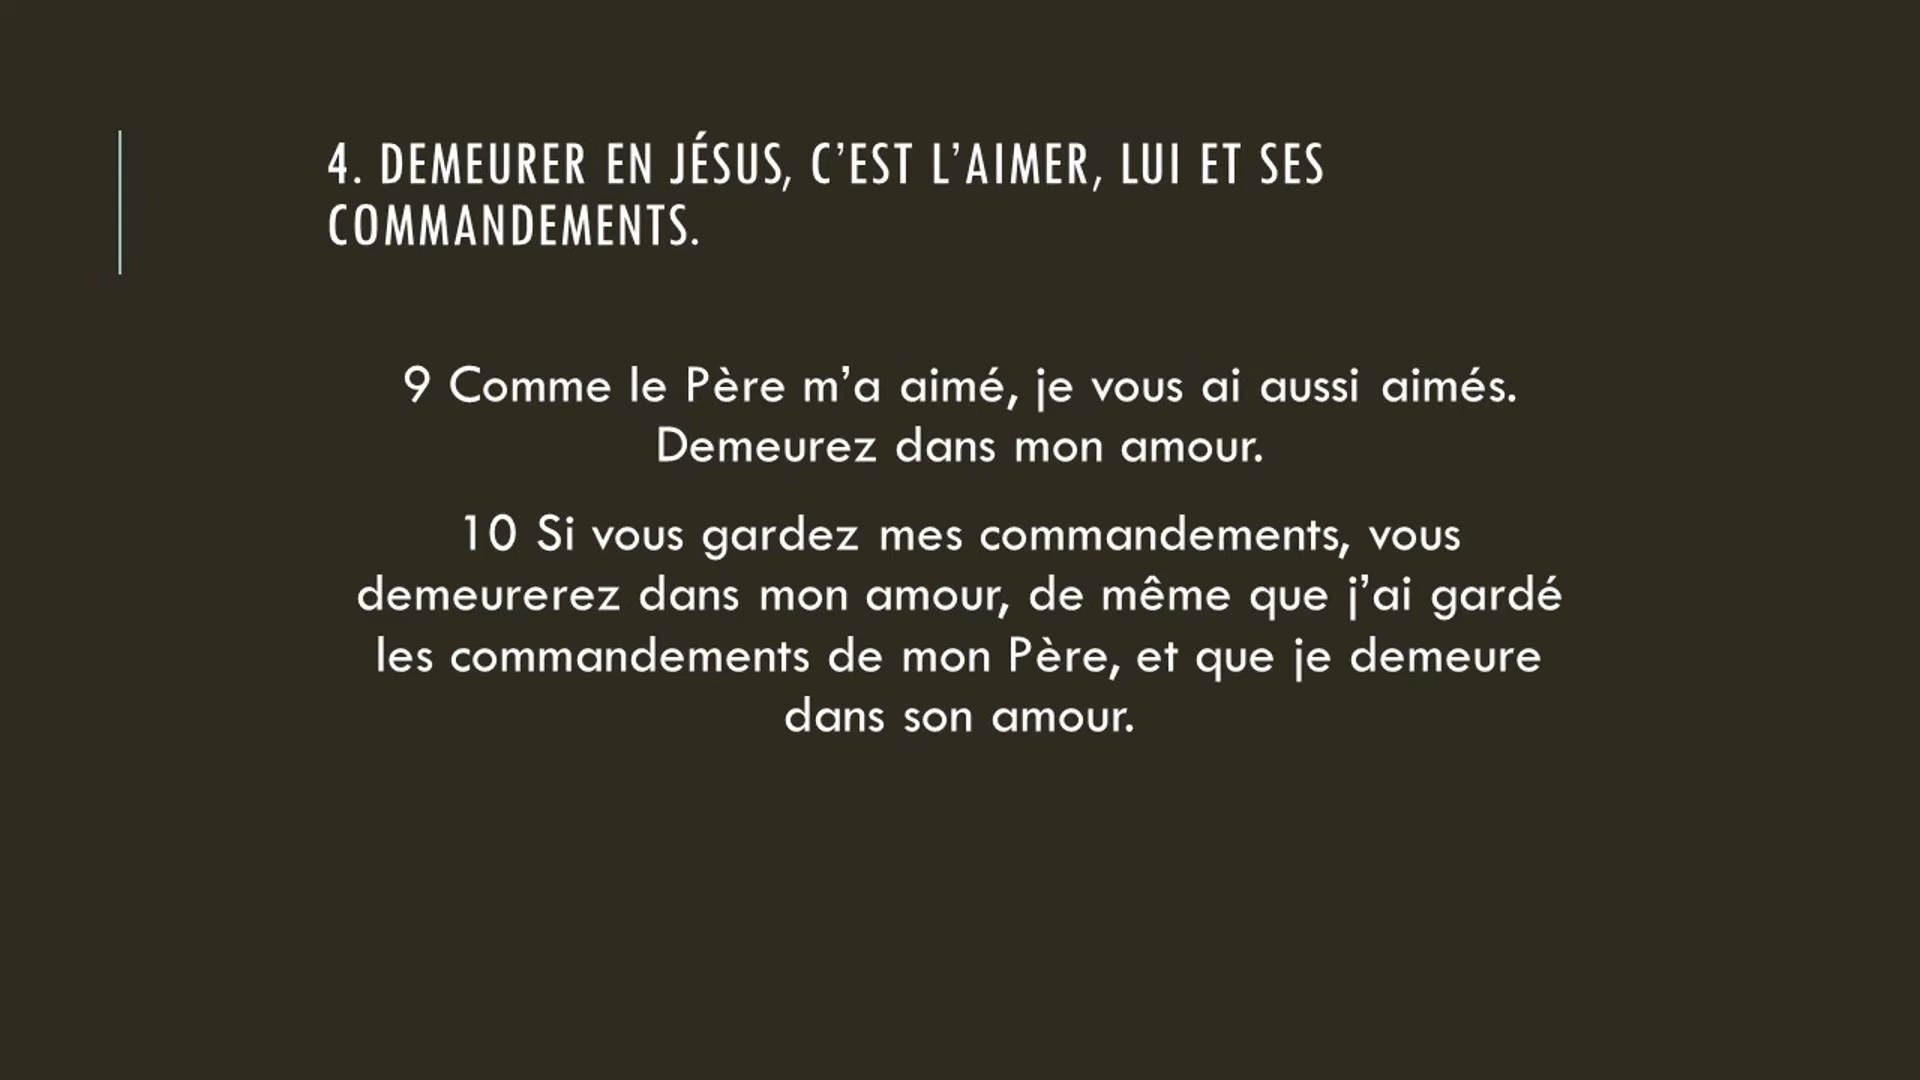 4. DEMEURER EN JÉSUS, C’EST L’AIMER, LUI ET SES
COMMANDEMENTS.
9 Comme le Père m’a aimé, je vous ai aussi aimés.
Demeurez dans mon amour.
10 Si vous gardez mes commandements, vous
demeurerez dans mon amour, de même que j’ai gardé
les commandements de mon Père, et que je demeure
dans son amour.